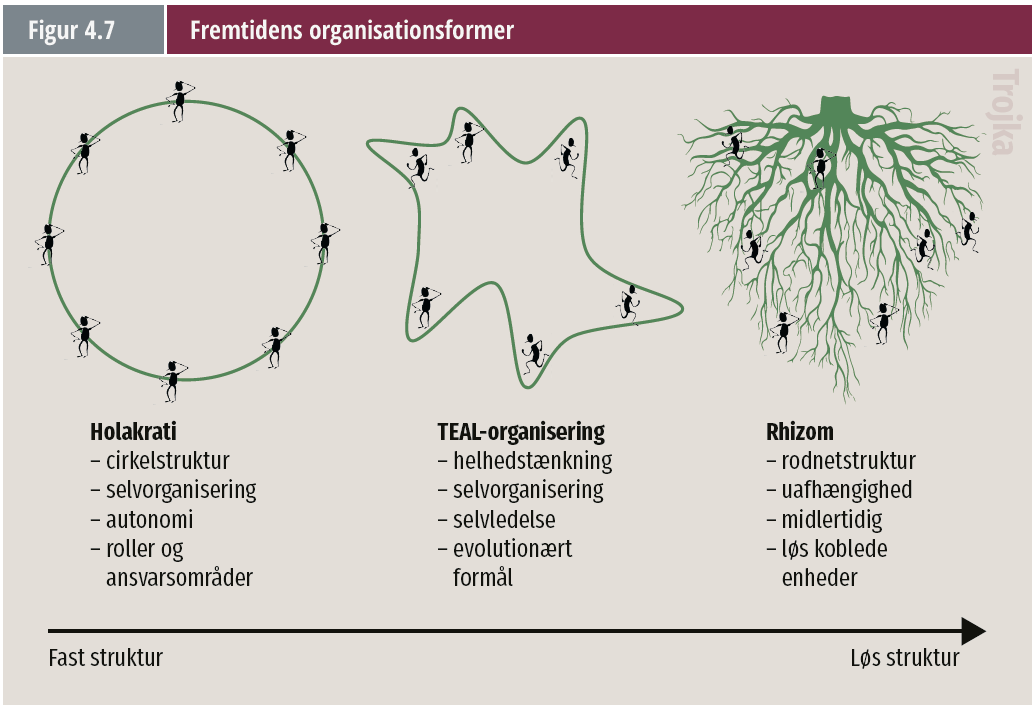 Figur 4.7
Fremtidens organisationsformer
Trojka
Holakrati
– cirkelstruktur
– selvorganisering
– autonomi
– roller og
ansvarsområder
TEAL-organisering
– helhedstænkning
– selvorganisering
– selvledelse
– evolutionært
formål
Rhizom
– rodnetstruktur
– uafhængighed
– midlertidig
– løs koblede
enheder
Fast struktur
Løs struktur